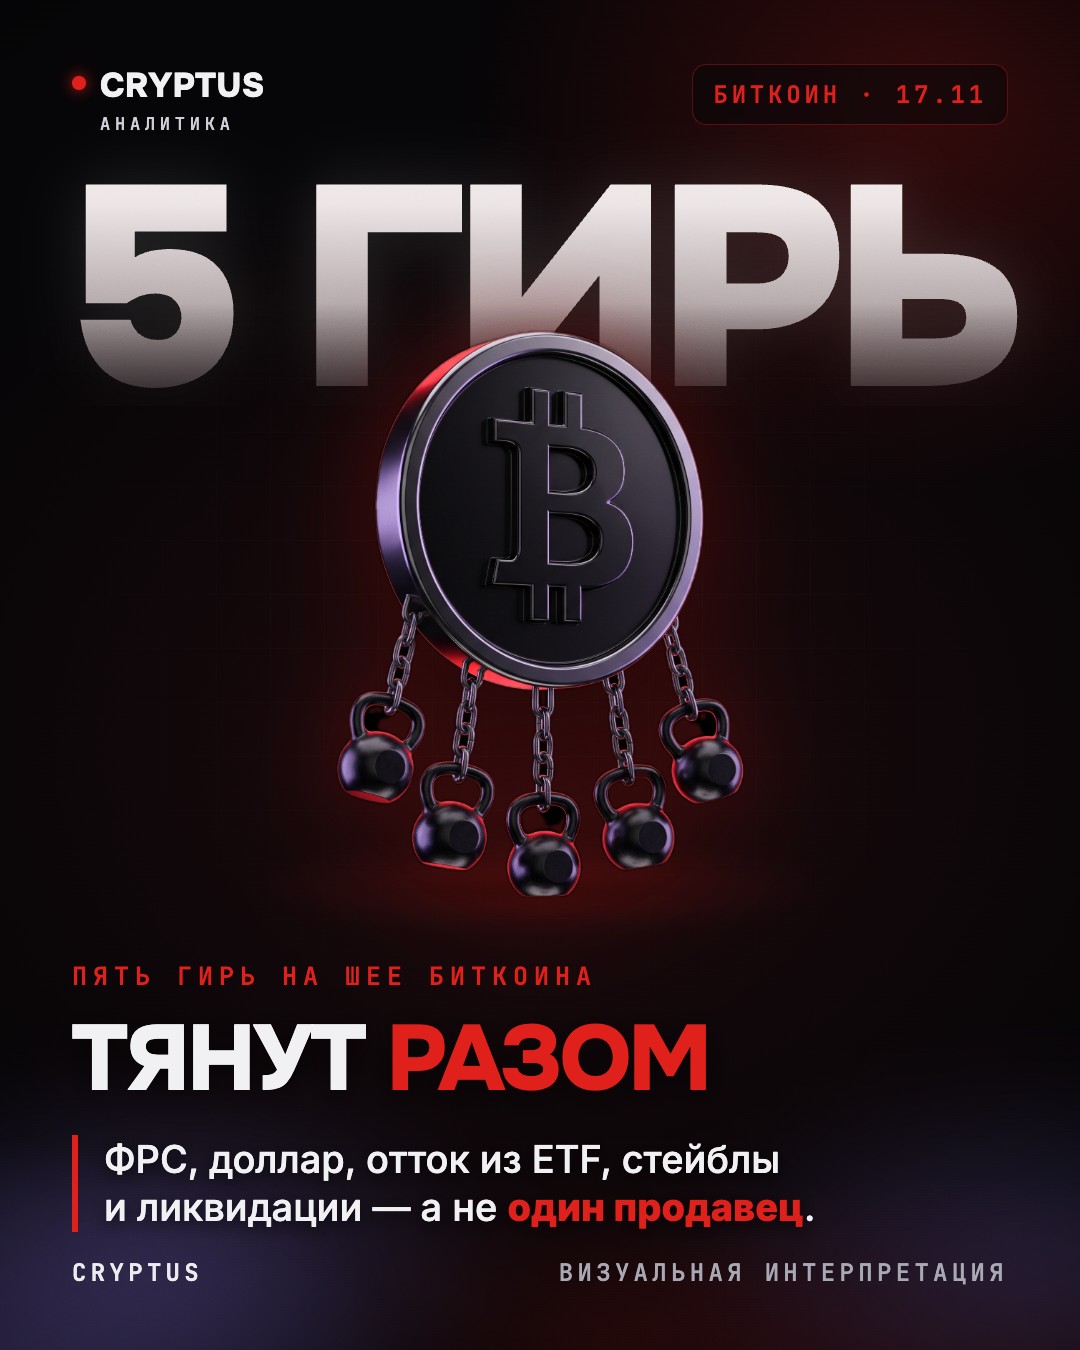 CRYPTUS
АНАЛИТИКА
БИТКОИН · 17.11
5 ГИРЬ
ПЯТЬ ГИРЬ НА ШЕЕ БИТКОИНА
ТЯНУТ РАЗОМ
ФРС, доллар, отток из ETF, стейблы
и ликвидации — а не один продавец.
CRYPTUS
ВИЗУАЛЬНАЯ ИНТЕРПРЕТАЦИЯ